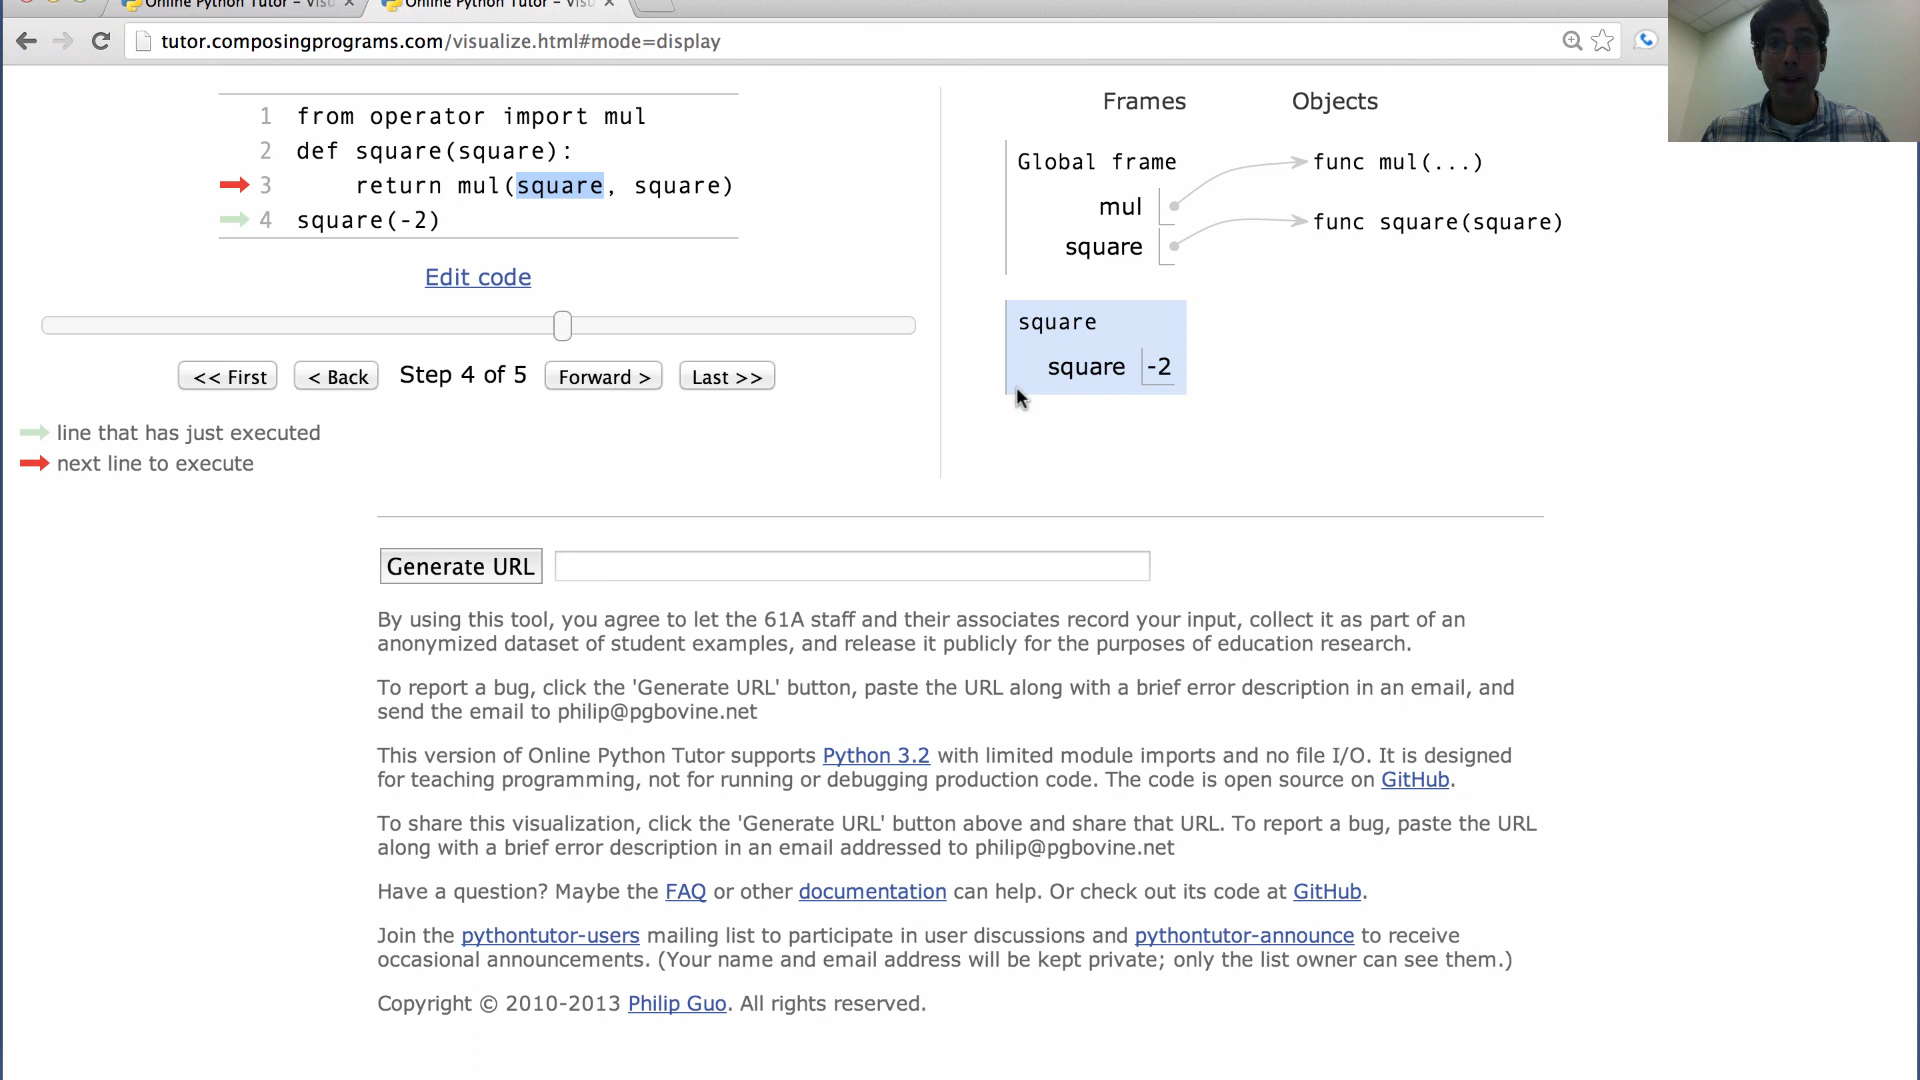 Online Python Tutor – Visu × Online Python Tutor – Visu ×
tutor.composingprograms.com/visualize.html#mode=display
1 from operator import mul
2 def square(square):
3 return mul(square, square)
4 square(-2)
Edit code
<< First < Back Step 4 of 5 Forward > Last >>
line that has just executed
next line to execute
Frames Objects
Global frame func mul(...)
mul
func square(square)
square
square
square -2
Generate URL
By using this tool, you agree to let the 61A staff and their associates record your input, collect it as part of an
anonymized dataset of student examples, and release it publicly for the purposes of education research.
To report a bug, click the 'Generate URL' button, paste the URL along with a brief error description in an email, and
send the email to philip@pgbovine.net
This version of Online Python Tutor supports Python 3.2 with limited module imports and no file I/O. It is designed
for teaching programming, not for running or debugging production code. The code is open source on GitHub.
To share this visualization, click the 'Generate URL' button above and share that URL. To report a bug, paste the URL
along with a brief error description in an email addressed to philip@pgbovine.net
Have a question? Maybe the FAQ or other documentation can help. Or check out its code at GitHub.
Join the pythontutor-users mailing list to participate in user discussions and pythontutor-announce to receive
occasional announcements. (Your name and email address will be kept private; only the list owner can see them.)
Copyright © 2010-2013 Philip Guo. All rights reserved.